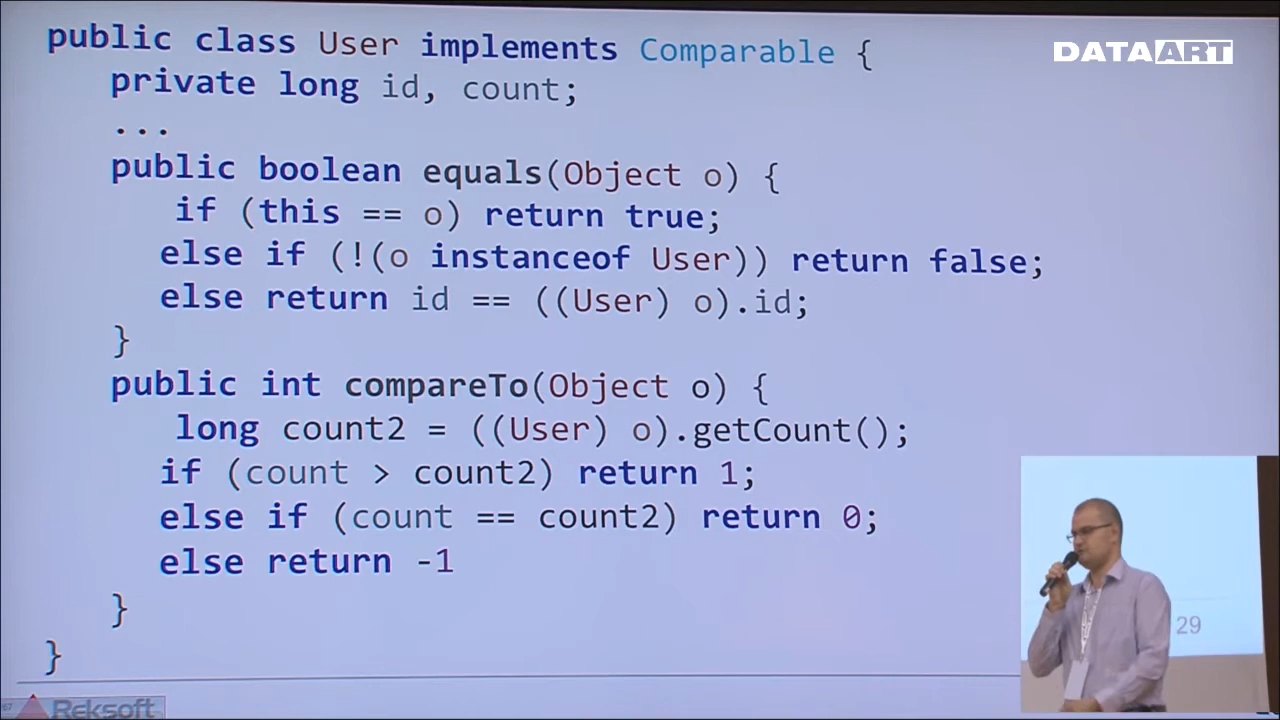 public class User implements Comparable {
private long id, count;
...
public boolean equals(Object o) {
if (this == o) return true;
else if (!(o instanceof User)) return false;
else return id == ((User) o).id;
}
public int compareTo(Object o) {
long count2 = ((User) o).getCount();
if (count > count2) return 1;
else if (count == count2) return 0;
else return -1
}
}
DATAART
29
67
Reksoft